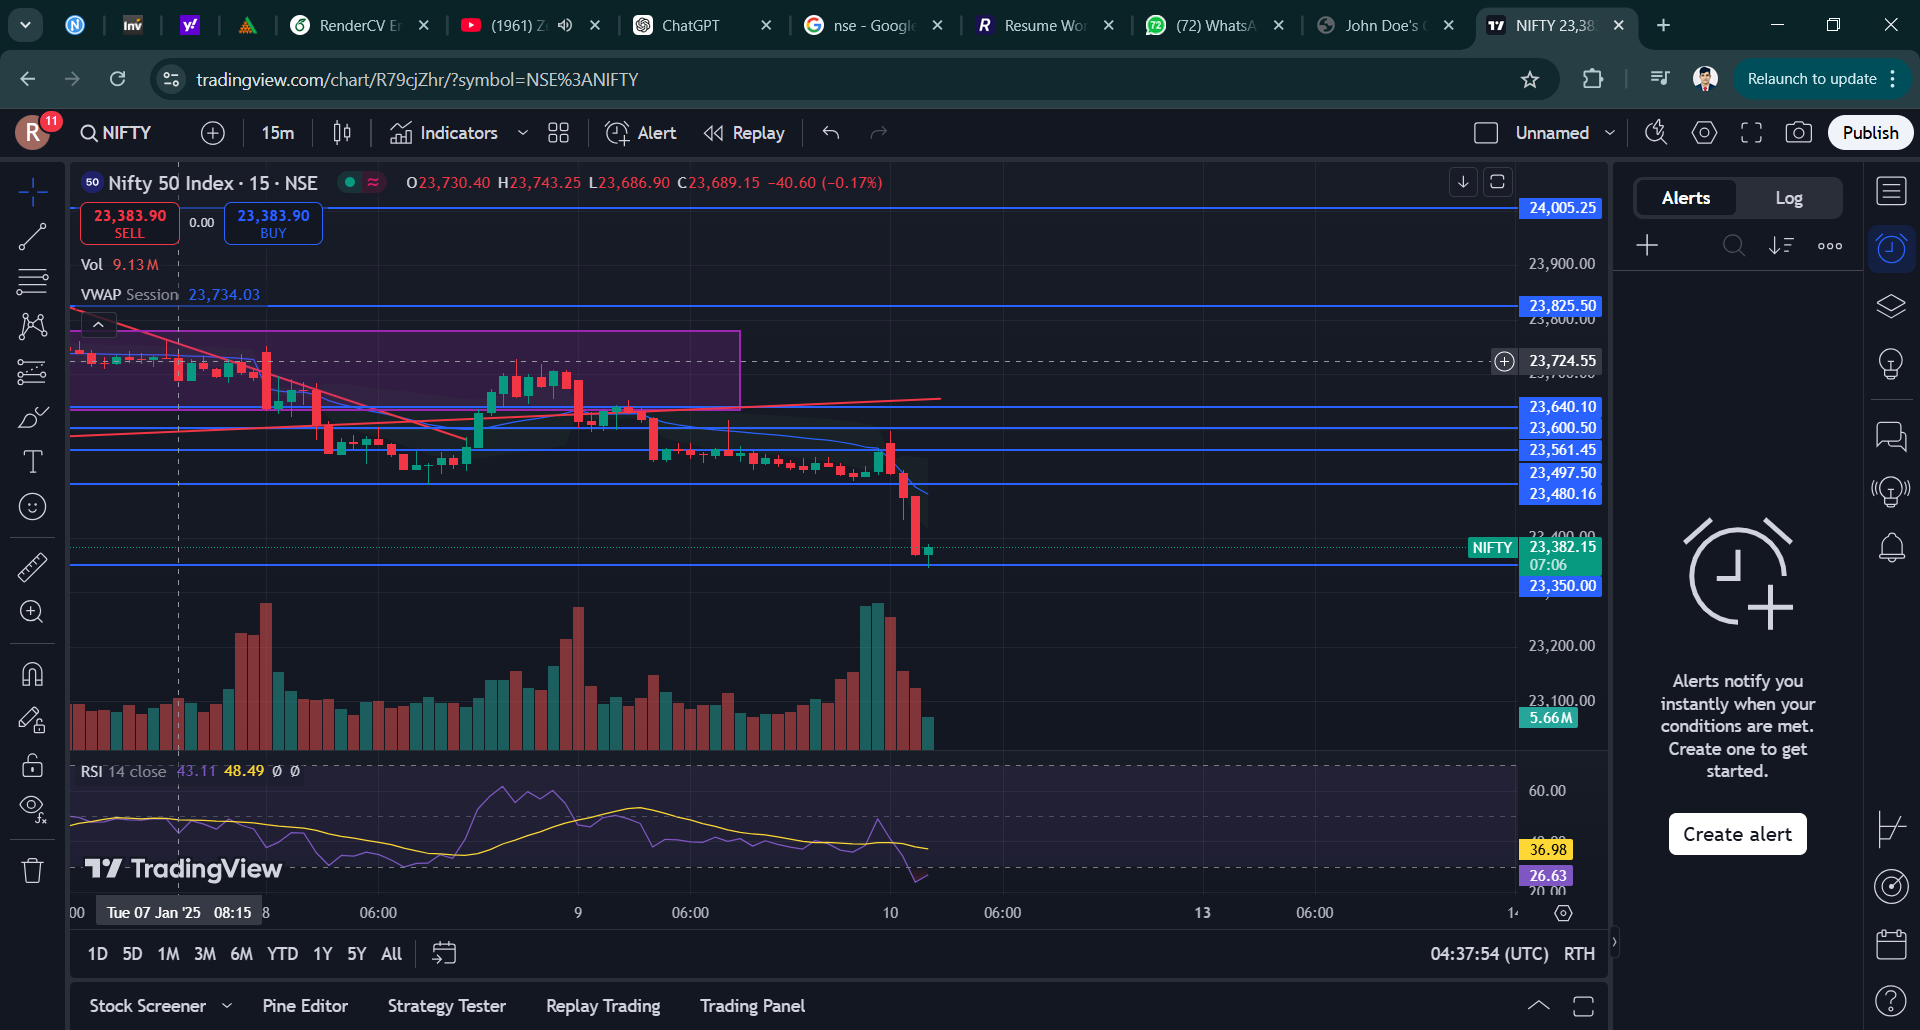 RenderCV En
(1961) Ze
ChatGPT
nse - Google
Resume Wor
(72) WhatsA
John Doe's C
NIFTY 23,38
tradingview.com/chart/R79cjZhr/?symbol=NSE%3ANIFTY
Relaunch to update
R 11 NIFTY 15m Indicators Alert Replay Unnamed Publish
50 Nifty 50 Index · 15 · NSE O23,730.40 H23,743.25 L23,686.90 C23,689.15 −40.60 (−0.17%)
23,383.90 SELL
0.00
23,383.90 BUY
Vol 9.13 M
VWAP Session 23,734.03
24,005.25
23,900.00
23,825.50
23,800.00
23,724.55
23,640.10
23,600.50
23,561.45
23,497.50
23,480.16
23,400.00
NIFTY 23,382.15
07:06
23,350.00
23,200.00
23,100.00
5.66 M
RSI 14 close 43.11 48.49 Ø Ø
60.00
36.98
26.63
20.00
TradingView
00 Tue 07 Jan '25 08:15 8 06:00 9 06:00 10 06:00 13 06:00 14
1D 5D 1M 3M 6M YTD 1Y 5Y All
04:37:54 (UTC) RTH
Stock Screener Pine Editor Strategy Tester Replay Trading Trading Panel
Alerts Log
Alerts notify you
instantly when your
conditions are met.
Create one to get
started.
Create alert